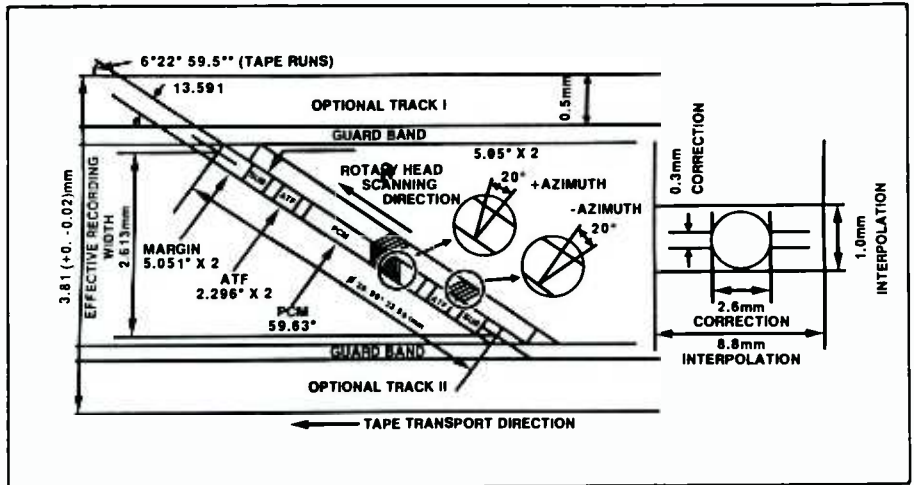 6°22° 59.5"" (TAPE RUNS)
13.591
OPTIONAL TRACK I
0.5mm
GUARD BAND
5.05° X 2
ROTARY HEAD
SCANNING
DIRECTION
20°
+AZIMUTH
-AZIMUTH
20°
SUB
ATF
PCM
3.81 (+0. -0.02)mm
EFFECTIVE RECORDING
WIDTH
2.613mm
MARGIN
5.051° X 2
ATF
2.296° X 2
PCM
59.63°
ATF
SUB
0.3mm
CORRECTION
1.0mm
INTERPOLATION
2.6mm
CORRECTION
8.8mm
INTERPOLATION
GUARD BAND
OPTIONAL TRACK II
TAPE TRANSPORT DIRECTION